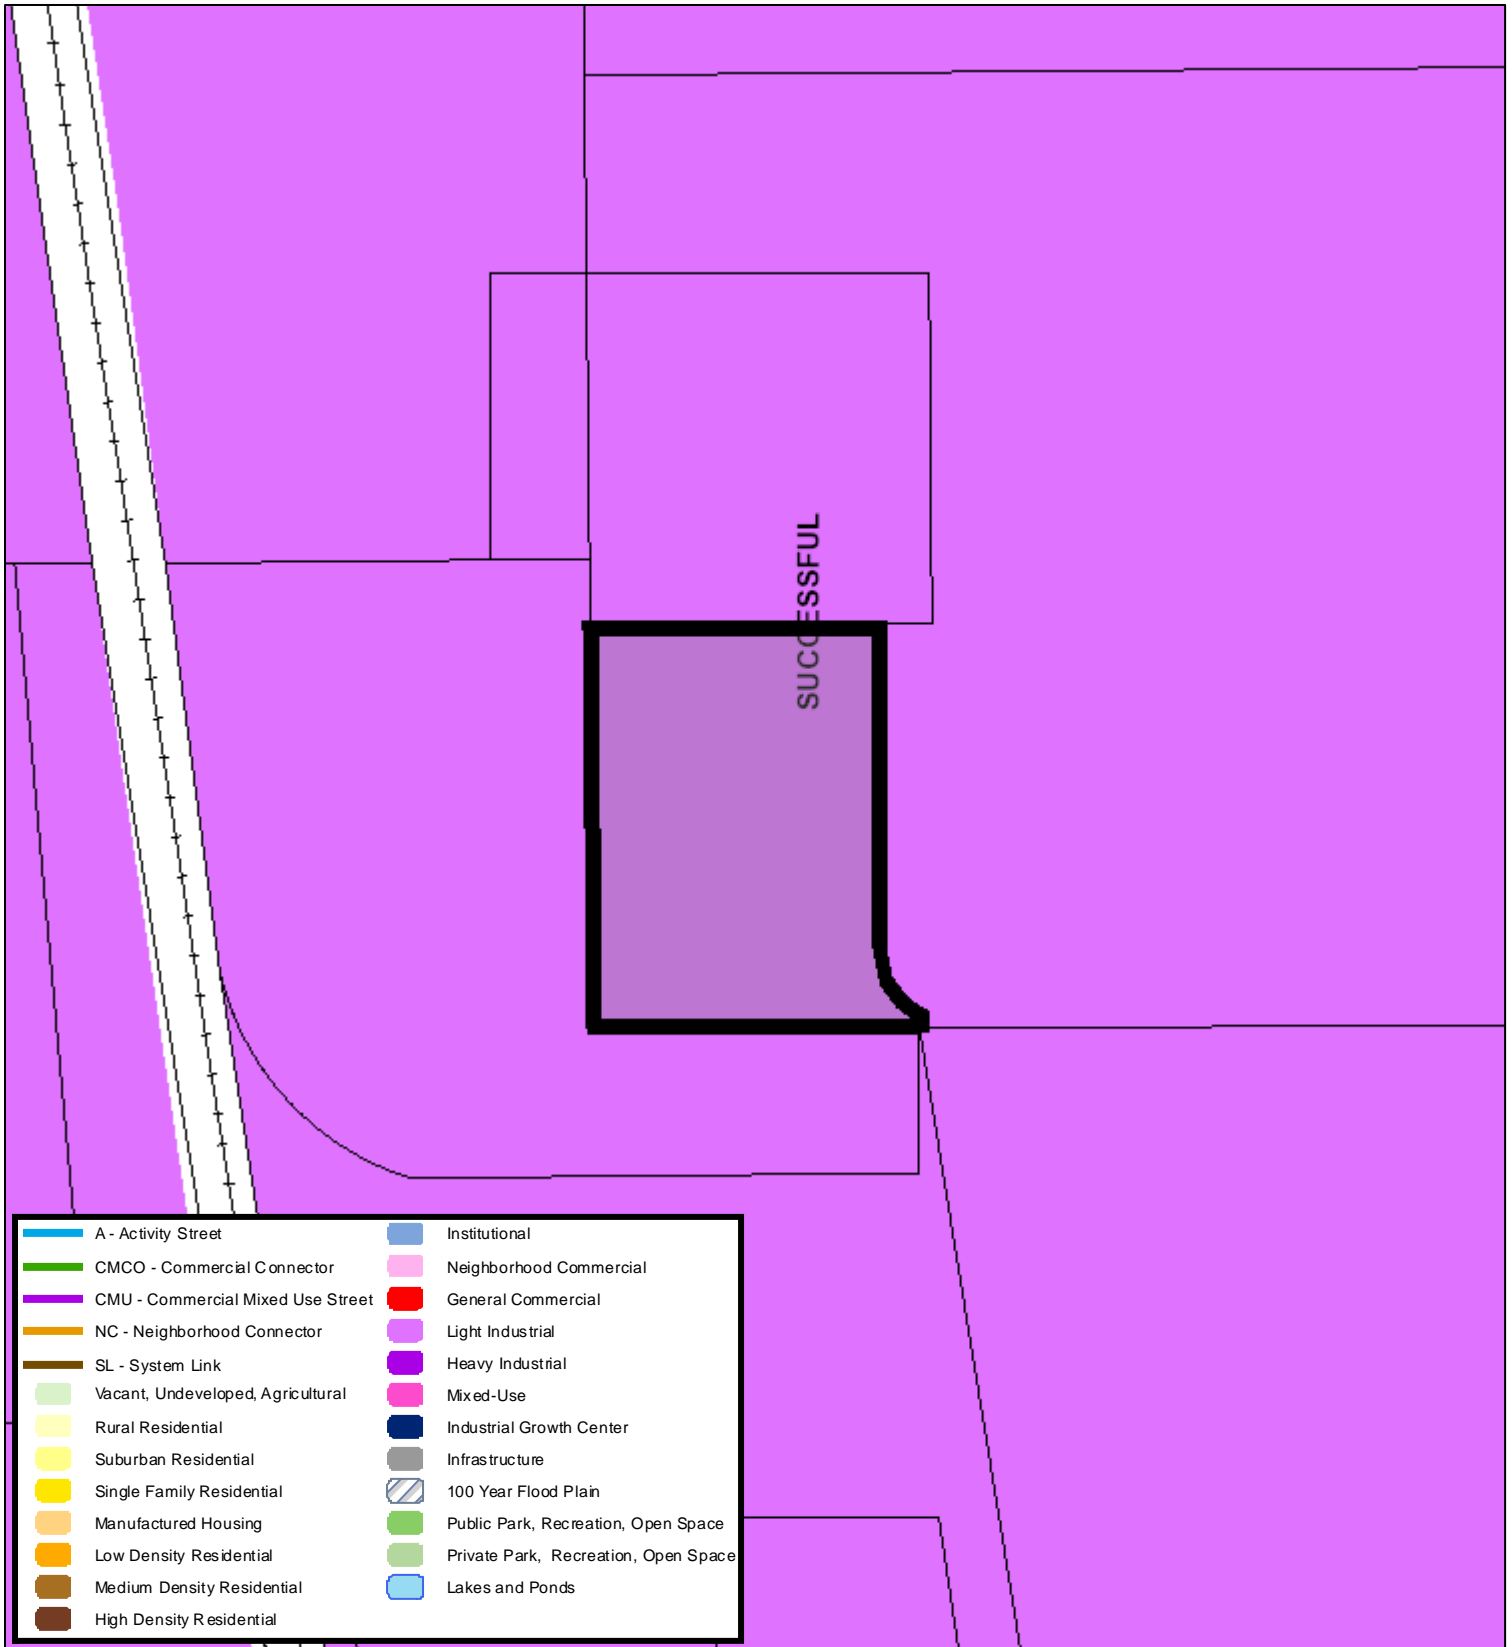 SUCCESSFUL
A - Activity Street
CMCO - Commercial Connector
CMU - Commercial Mixed Use Street
NC - Neighborhood Connector
SL - System Link
Vacant, Undeveloped, Agricultural
Rural Residential
Suburban Residential
Single Family Residential
Manufactured Housing
Low Density Residential
Medium Density Residential
High Density Residential
Institutional
Neighborhood Commercial
General Commercial
Light Industrial
Heavy Industrial
Mixed-Use
Industrial Growth Center
Infrastructure
100 Year Flood Plain
Public Park, Recreation, Open Space
Private Park, Recreation, Open Space
Lakes and Ponds